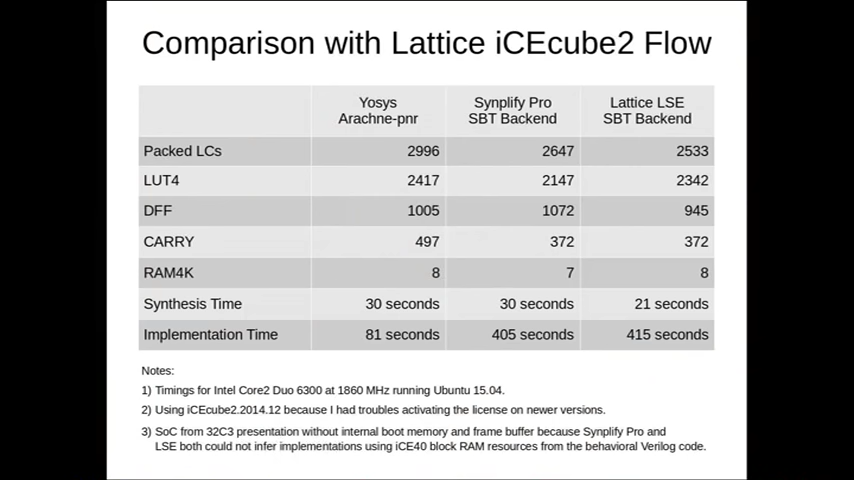 Comparison with Lattice iCEcube2 Flow
Yosys Arachne-pnr Synplify Pro SBT Backend Lattice LSE SBT Backend
Packed LCs 2996 2647 2533
LUT4 2417 2147 2342
DFF 1005 1072 945
CARRY 497 372 372
RAM4K 8 7 8
Synthesis Time 30 seconds 30 seconds 21 seconds
Implementation Time 81 seconds 405 seconds 415 seconds
Notes:
1) Timings for Intel Core2 Duo 6300 at 1860 MHz running Ubuntu 15.04.
2) Using iCEcube2.2014.12 because I had troubles activating the license on newer versions.
3) SoC from 32C3 presentation without internal boot memory and frame buffer because Synplify Pro and
LSE both could not infer implementations using iCE40 block RAM resources from the behavioral Verilog code.